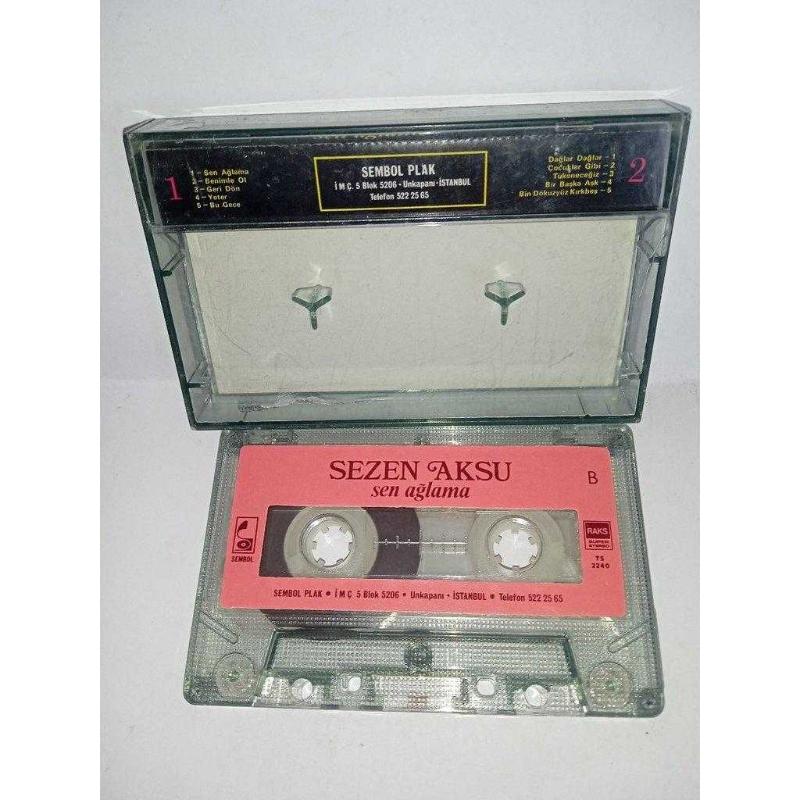 1
1 - Sen Ağlama
2 - Benimle Ol
3 - Geri Dön
4 - Yeter
5 - Bu Gece
SEMBOL PLAK
İ M Ç. 5 Blok 5206 - Unkapanı - İSTANBUL
Telefon 522 25 65
Dağlar Dağlar - 1
Çocuklar Gibi - 2
Tükeneceğiz - 3
Bir Başka Aşk - 4
Bin Dokuzyüz Kırkbeş - 5
2
SEZEN AKSU
sen ağlama
B
SEMBOL
RAKS
SUPER
STEREO
TS
2240
SEMBOL PLAK • İ M Ç 5 Blok 5206 • Unkapanı - İSTANBUL • Telefon 522 25 65